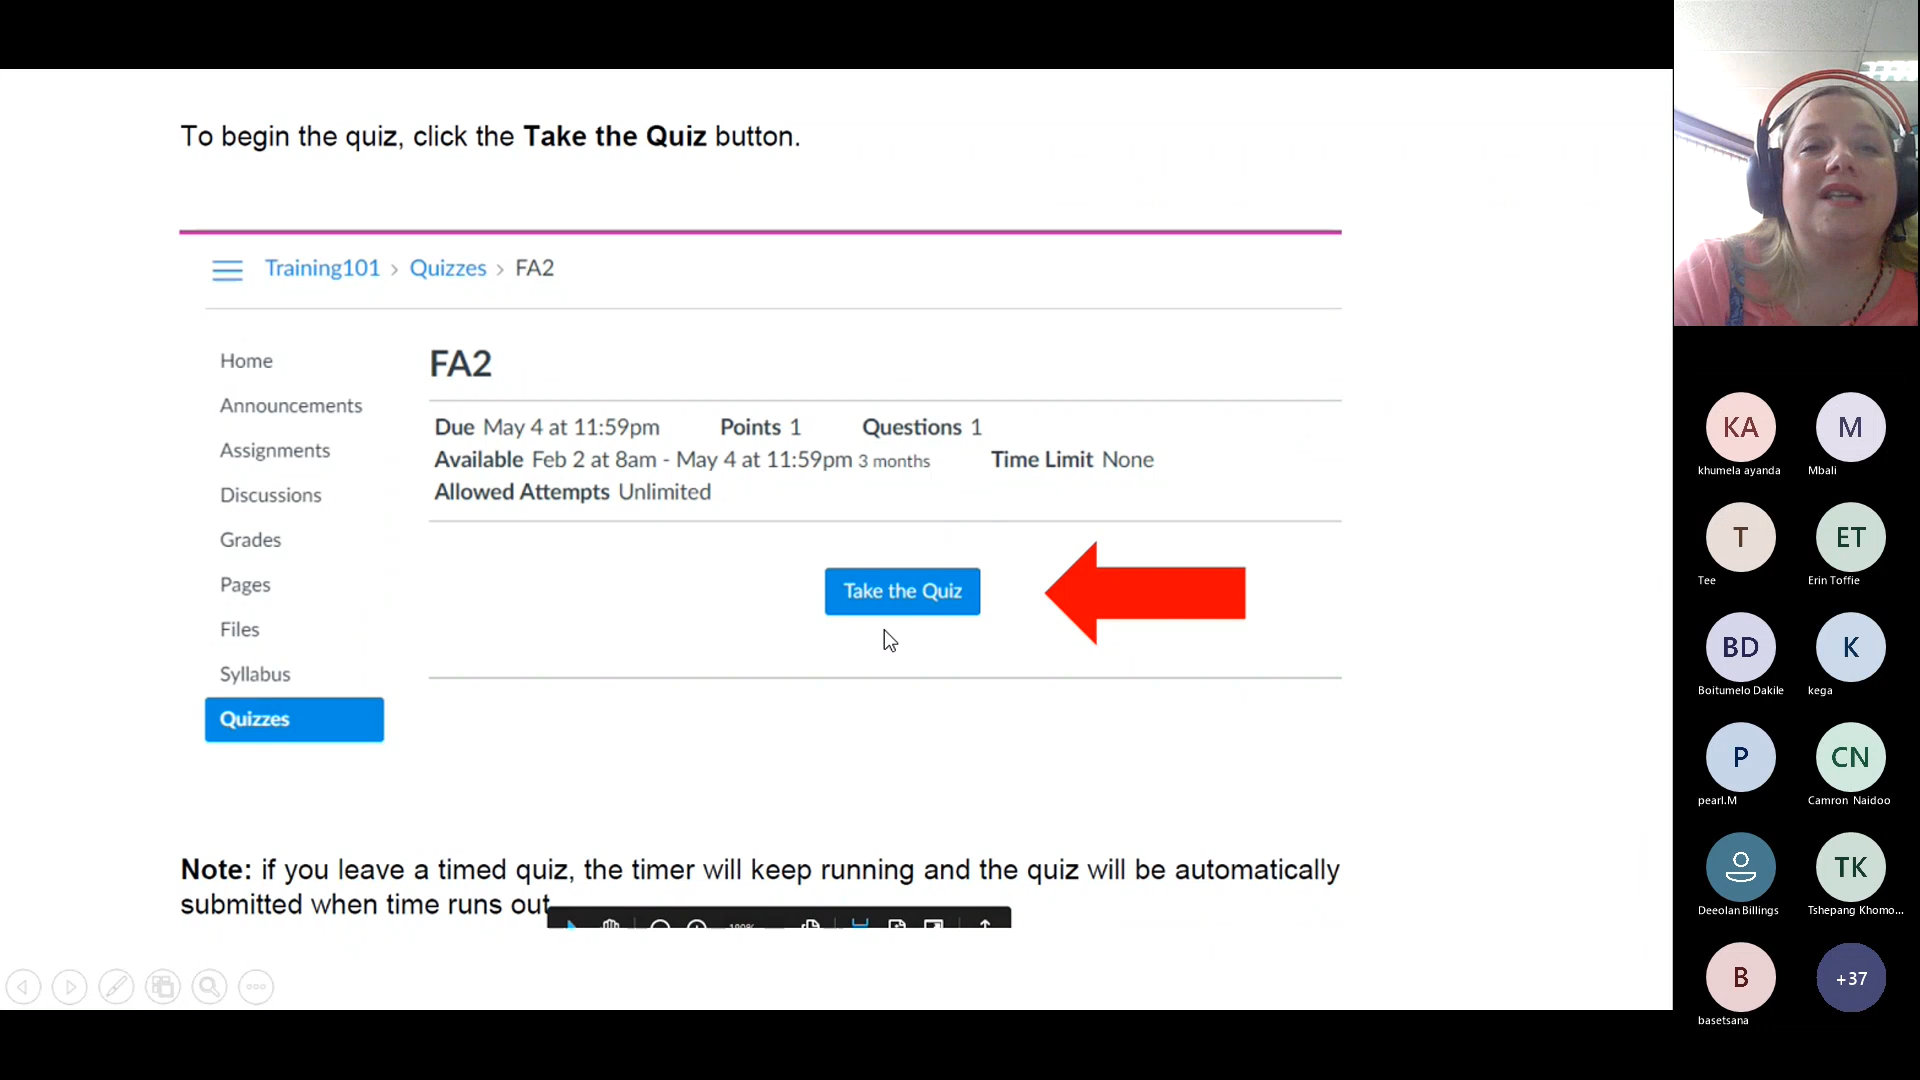 To begin the quiz, click the Take the Quiz button.
Training101 › Quizzes › FA2
Home
Announcements
Assignments
Discussions
Grades
Pages
Files
Syllabus
Quizzes
FA2
Due May 4 at 11:59pm Points 1 Questions 1
Available Feb 2 at 8am - May 4 at 11:59pm 3 months Time Limit None
Allowed Attempts Unlimited
Take the Quiz
Note: if you leave a timed quiz, the timer will keep running and the quiz will be automatically
submitted when time runs out
KA M
khumela ayanda Mbali
T ET
Tee Erin Toffie
BD K
Boitumelo Dakile kega
P CN
pearl.M Camron Naidoo
TK
Deeolan Billings Tshepang Khomo...
B +37
basetsana